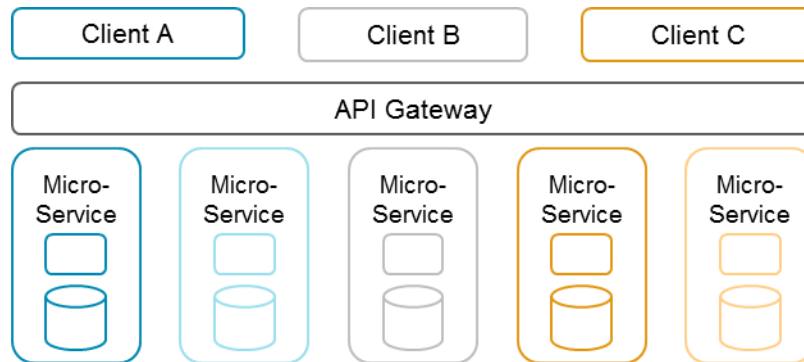 Client A
Client B
Client C
API Gateway
Micro-
Service
Micro-
Service
Micro-
Service
Micro-
Service
Micro-
Service